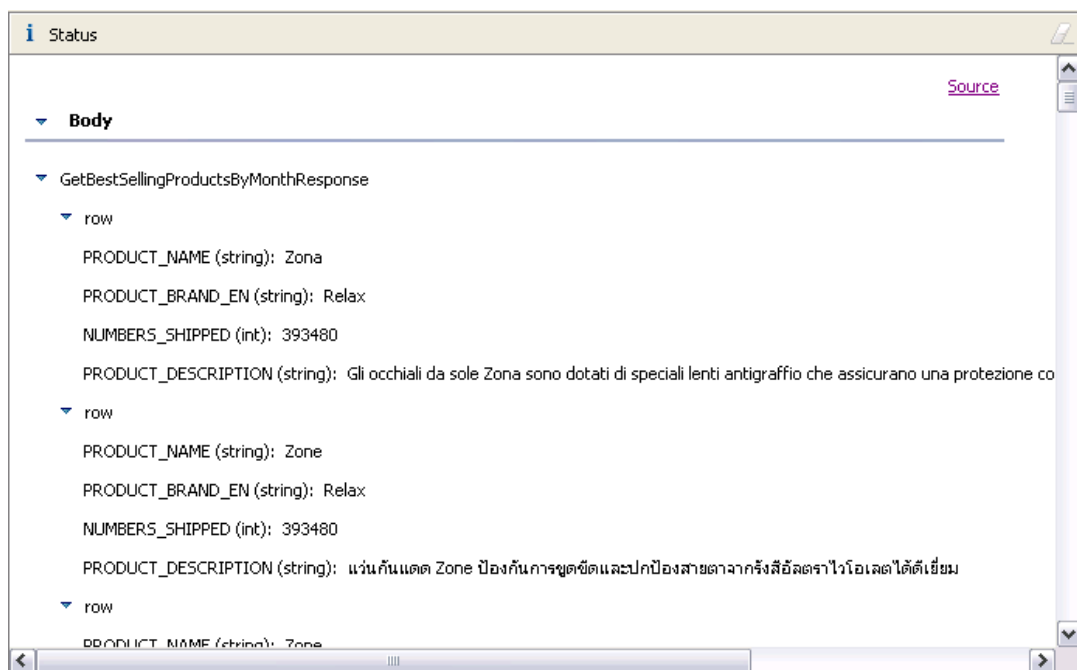 Status
Source
Body
GetBestSellingProductsByMonthResponse
row
PRODUCT_NAME (string): Zona
PRODUCT_BRAND_EN (string): Relax
NUMBERS_SHIPPED (int): 393480
PRODUCT_DESCRIPTION (string): Gli occhiali da sole Zona sono dotati di speciali lenti antigraffio che assicurano una protezione co
row
PRODUCT_NAME (string): Zone
PRODUCT_BRAND_EN (string): Relax
NUMBERS_SHIPPED (int): 393480
PRODUCT_DESCRIPTION (string): แว่นกันแดด Zone ป้องกันการขูดขีดและปกป้องสายตาจากรังสีอัลตราไวโอเลตได้ดีเยี่ยม
row
PRODUCT_NAME (string): Zone